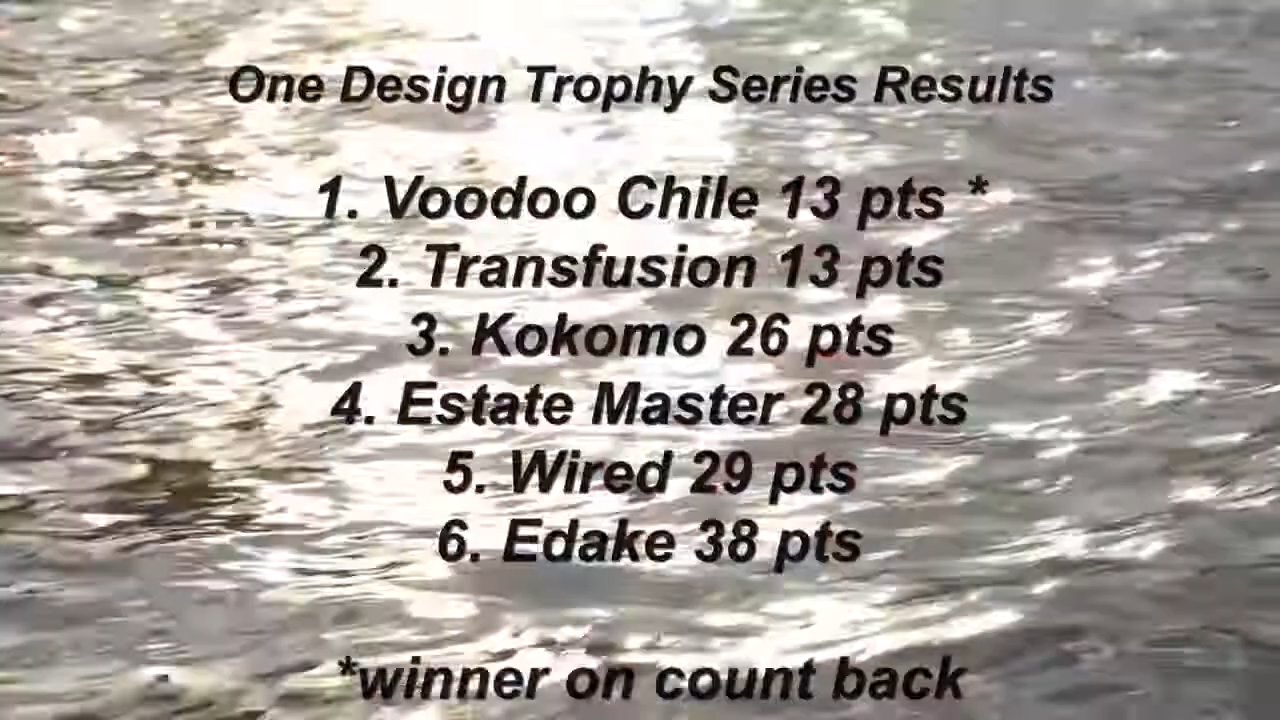 One Design Trophy Series Results
1. Voodoo Chile 13 pts *
2. Transfusion 13 pts
3. Kokomo 26 pts
4. Estate Master 28 pts
5. Wired 29 pts
6. Edake 38 pts
*winner on count back